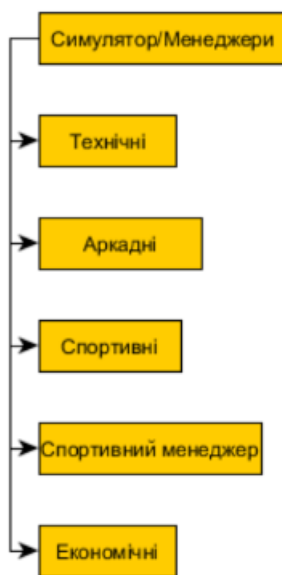 Симулятор/Менеджери
Технічні
Аркадні
Спортивні
Спортивний менеджер
Економічні